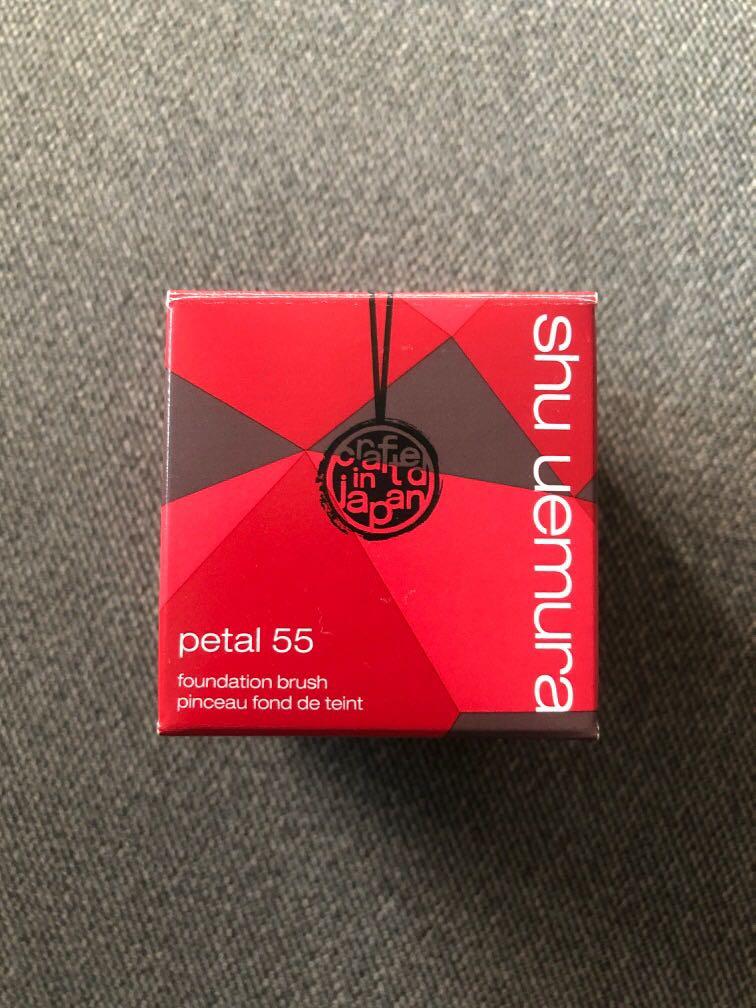 shu uemura
crafted
in
japan
petal 55
foundation brush
pinceau fond de teint